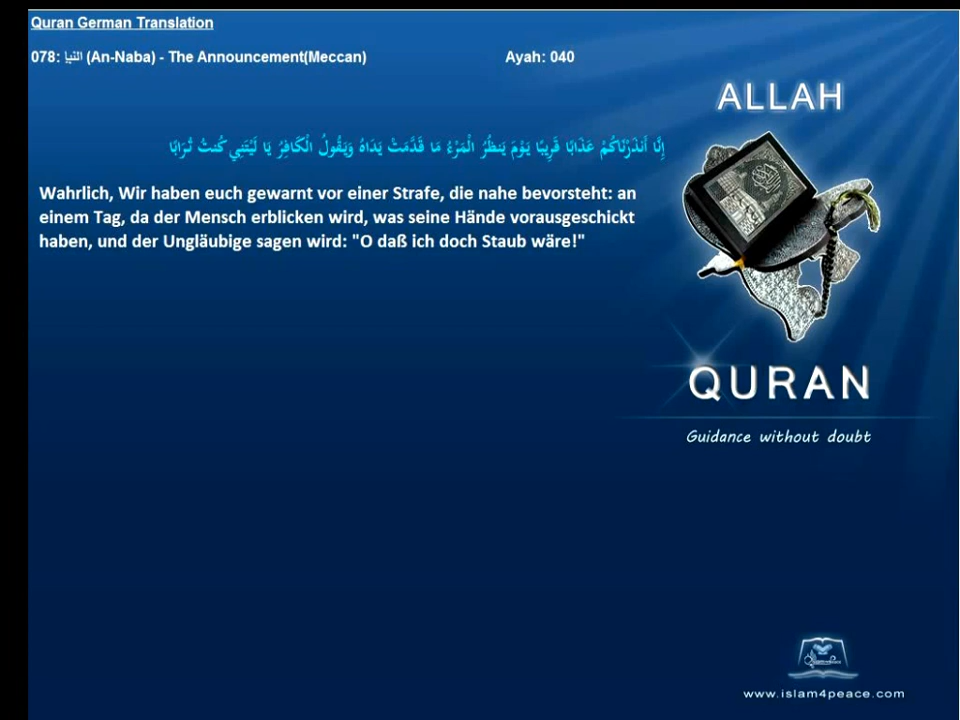 Quran German Translation
078: النبإ (An-Naba) - The Announcement(Meccan) Ayah: 040
ALLAH
إِنَّا أَنذَرْنَاكُمْ عَذَابًا قَرِيبًا يَوْمَ يَنظُرُ الْمَرْءُ مَا قَدَّمَتْ يَدَاهُ وَيَقُولُ الْكَافِرُ يَا لَيْتَنِي كُنتُ تُرَابًا
Wahrlich, Wir haben euch gewarnt vor einer Strafe, die nahe bevorsteht: an
einem Tag, da der Mensch erblicken wird, was seine Hände vorausgeschickt
haben, und der Ungläubige sagen wird: "O daß ich doch Staub wäre!"
QURAN
Guidance without doubt
www.islam4peace.com